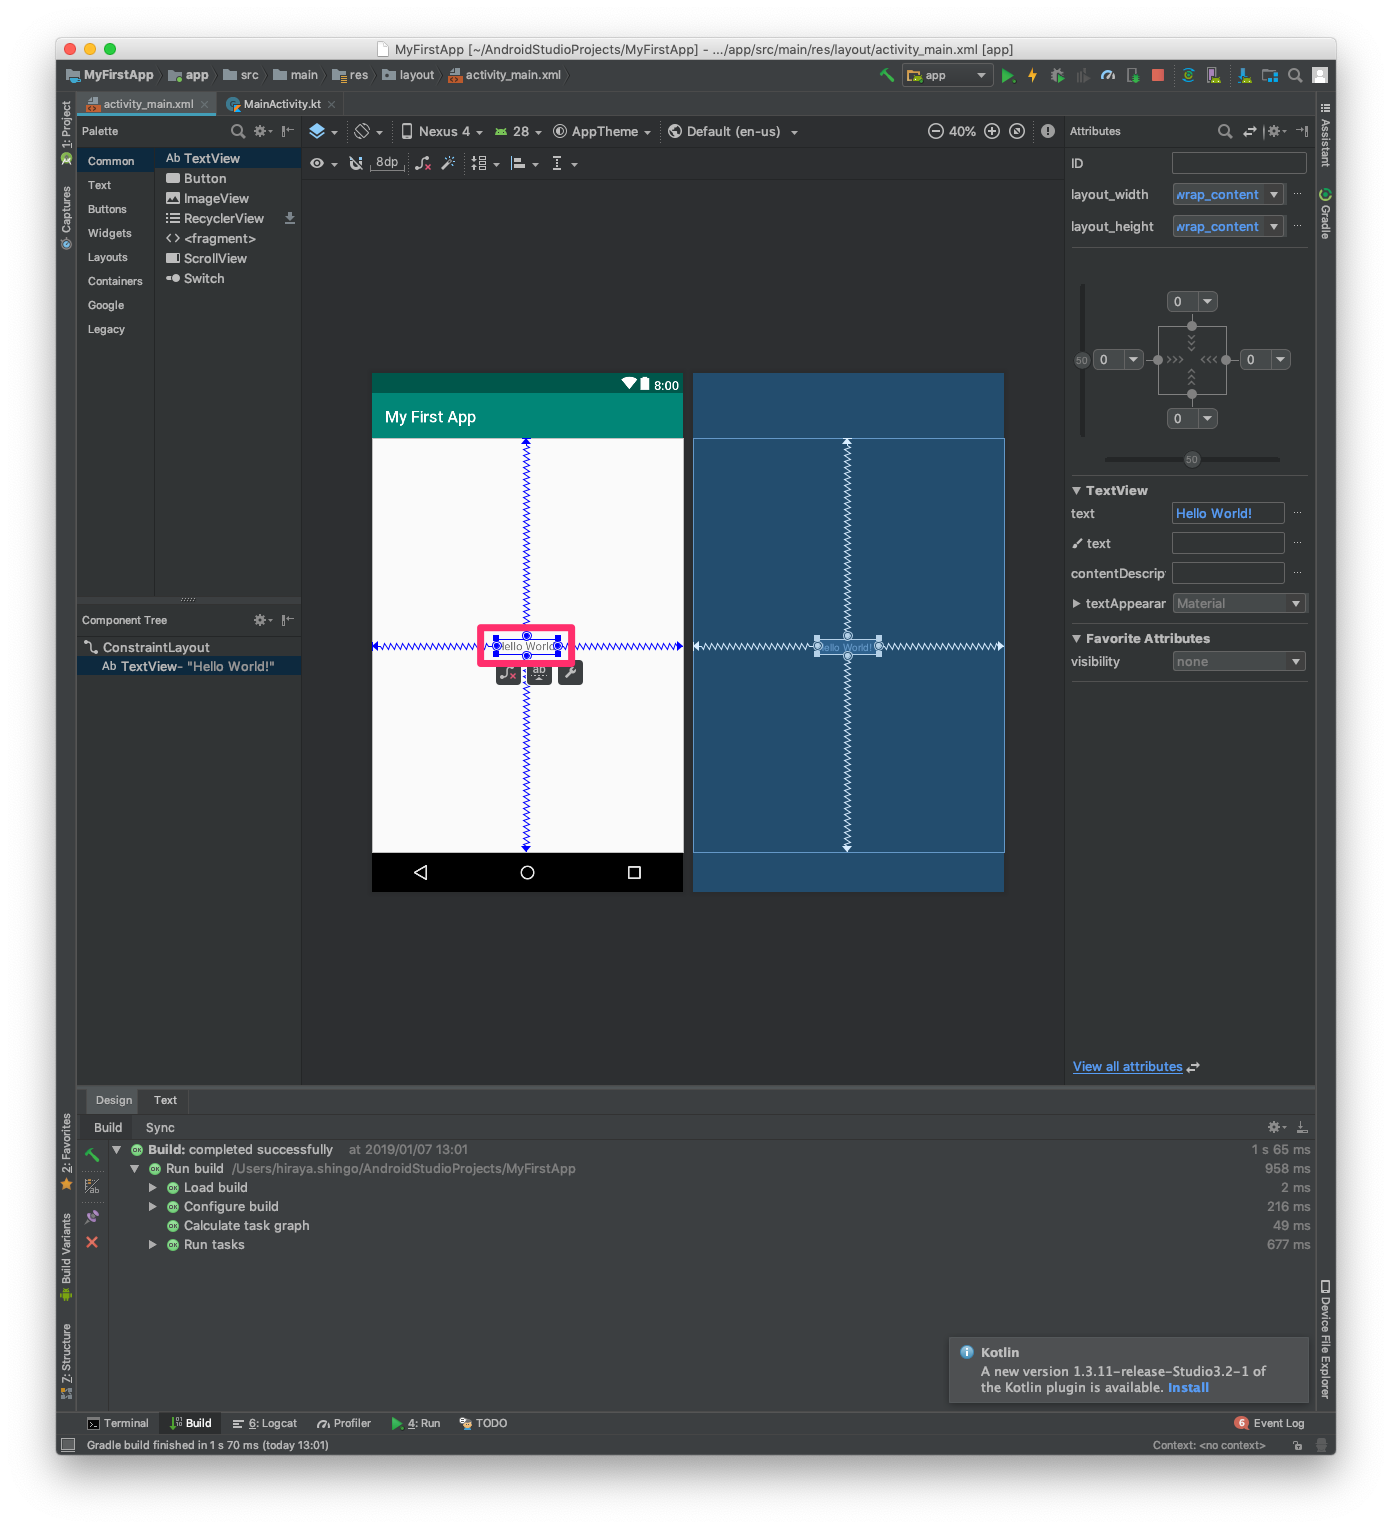 MyFirstApp [~/AndroidStudioProjects/MyFirstApp] - .../app/src/main/res/layout/activity_main.xml [app]
MyFirstApp app src main res layout activity_main.xml
app
activity_main.xml MainActivity.kt
1: Project
Captures
Palette
Common
Text
Buttons
Widgets
Layouts
Containers
Google
Legacy
Ab TextView
Button
ImageView
RecyclerView
<fragment>
ScrollView
Switch
Nexus 4 28 AppTheme Default (en-us) 40%
8dp
Component Tree
ConstraintLayout
Ab TextView- "Hello World!"
8:00
My First App
Hello World
ab
Hello World!
Attributes
ID
layout_width wrap_content
layout_height wrap_content
0
50 0 0
0
50
TextView
text Hello World!
text
contentDescrip
textAppearar Material
Favorite Attributes
visibility none
View all attributes
Assistant
Gradle
Design Text
Build Sync
Build: completed successfully at 2019/01/07 13:01 1 s 65 ms
Run build /Users/hiraya.shingo/AndroidStudioProjects/MyFirstApp 958 ms
Load build 2 ms
Configure build 216 ms
Calculate task graph 49 ms
Run tasks 677 ms
2: Favorites
Build Variants
Z: Structure
Device File Explorer
Kotlin
A new version 1.3.11-release-Studio3.2-1 of
the Kotlin plugin is available. Install
Terminal Build 6: Logcat Profiler 4: Run TODO 6 Event Log
Gradle build finished in 1 s 70 ms (today 13:01) Context: <no context>